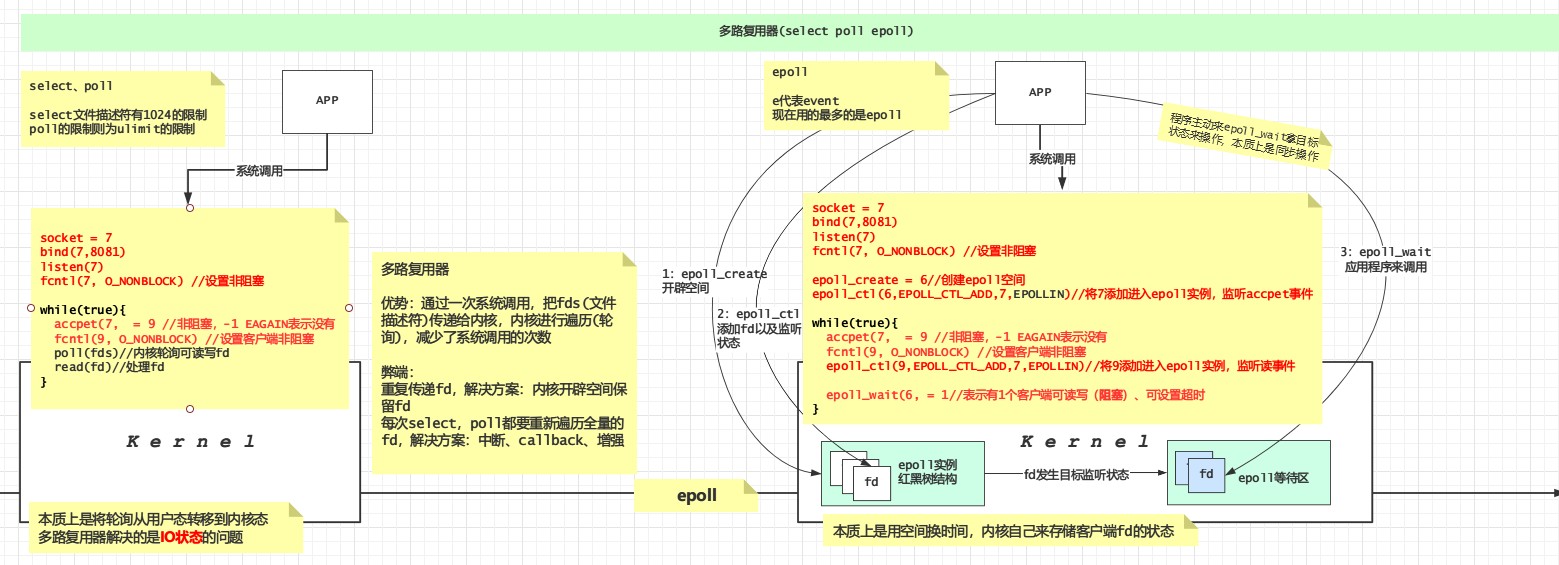 多路复用器(select poll epoll)
select、poll
select文件描述符有1024的限制
poll的限制则为ulimit的限制
APP
系统调用
socket = 7
bind(7,8081)
listen(7)
fcntl(7, O_NONBLOCK) //设置非阻塞
while(true){
accpet(7,  = 9 //非阻塞，-1 EAGAIN表示没有
fcntl(9, O_NONBLOCK) //设置客户端非阻塞
poll(fds)//内核轮询可读写fd
read(fd)//处理fd
}
Kernel
本质上是将轮询从用户态转移到内核态
多路复用器解决的是IO状态的问题
多路复用器
优势：通过一次系统调用，把fds(文件
描述符)传递给内核，内核进行遍历(轮
询)，减少了系统调用的次数
弊端：
重复传递fd，解决方案：内核开辟空间保
留fd
每次select，poll都要重新遍历全量的
fd，解决方案：中断、callback、增强
epoll
epoll
e代表event
现在用的最多的是epoll
APP
系统调用
程序主动来epoll_wait拿目标
状态来操作，本质上是同步操作
1：epoll_create
开辟空间
2：epoll_ctl
添加fd以及监听
状态
3：epoll_wait
应用程序来调用
socket = 7
bind(7,8081)
listen(7)
fcntl(7, O_NONBLOCK) //设置非阻塞
epoll_create = 6//创建epoll空间
epoll_ctl(6,EPOLL_CTL_ADD,7,EPOLLIN)//将7添加进入epoll实例，监听accpet事件
while(true){
accpet(7,  = 9 //非阻塞，-1 EAGAIN表示没有
fcntl(9, O_NONBLOCK) //设置客户端非阻塞
epoll_ctl(9,EPOLL_CTL_ADD,7,EPOLLIN)//将9添加进入epoll实例，监听读事件
epoll_wait(6, = 1//表示有1个客户端可读写（阻塞）、可设置超时
}
Kernel
fd
epoll实例
红黑树结构
fd发生目标监听状态
fd
epoll等待区
本质上是用空间换时间，内核自己来存储客户端fd的状态